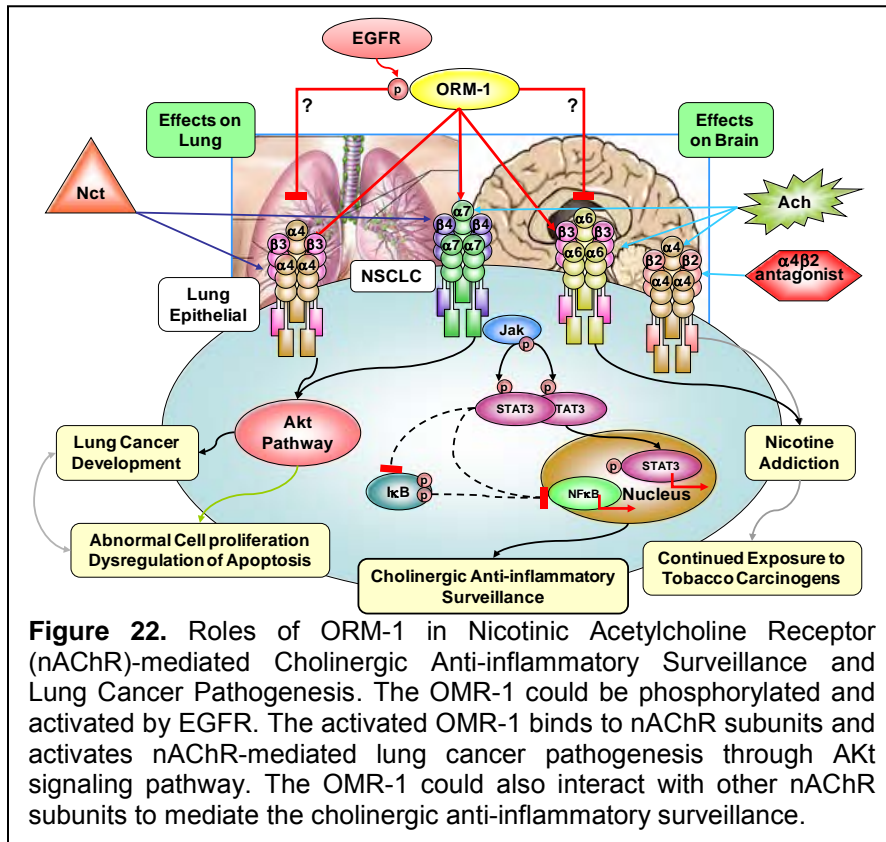 EGFR
p
ORM-1
?
?
Effects on
Lung
Effects
on Brain
Nct
Ach
α7
β4
β4
α7
α7
α4
β3
β3
α4
α4
α6
β3
α6
α6
α4
β2
β2
α4
α4
α4β2
antagonist
Lung
Epithelial
NSCLC
Jak
p
p
p
STAT3
TAT3
Akt
Pathway
Lung Cancer
Development
Nicotine
Addiction
p
STAT3
IκB
p
p
NFκB
Nucleus
Abnormal Cell proliferation
Dysregulation of Apoptosis
Cholinergic Anti-inflammatory
Surveillance
Continued Exposure to
Tobacco Carcinogens
Figure 22. Roles of ORM-1 in Nicotinic Acetylcholine Receptor
(nAChR)-mediated Cholinergic Anti-inflammatory Surveillance and
Lung Cancer Pathogenesis. The OMR-1 could be phosphorylated and
activated by EGFR. The activated OMR-1 binds to nAChR subunits and
activates nAChR-mediated lung cancer pathogenesis through AKt
signaling pathway. The OMR-1 could also interact with other nAChR
subunits to mediate the cholinergic anti-inflammatory surveillance.